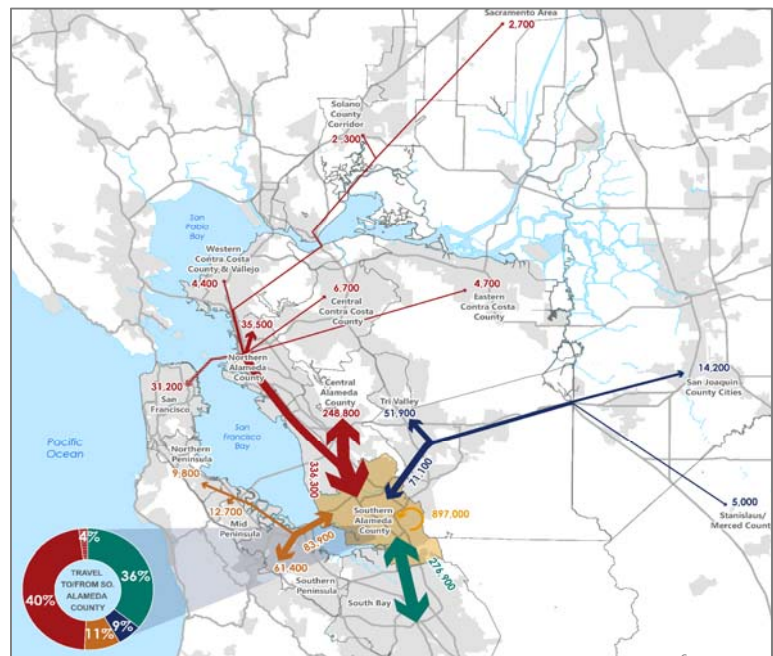 Sacramento Area
2,700
Solano
County
Corridor
2,300
San
Pablo
Bay
Western
Contra Costa
County & Vallejo
4,400
6,700
Central
Contra Costa
County
4,700
Eastern
Contra Costa
County
35,500
Northern
Alameda
County
31,200
San
Francisco
Central
Alameda
County
248,800
Tri Valley
51,900
14,200
San Joaquin
County Cities
Pacific
Ocean
San
Francisco
Bay
Northern
Peninsula
9,800
336,300
71,100
12,700
Mid
Peninsula
Southern
Alameda
County
897,000
5,000
Stanislaus/
Merced Count
83,900
61,400
Southern
Peninsula
276,900
South Bay
4%
36%
40%
11%
9%
TRAVEL
TO/FROM SO.
ALAMEDA
COUNTY